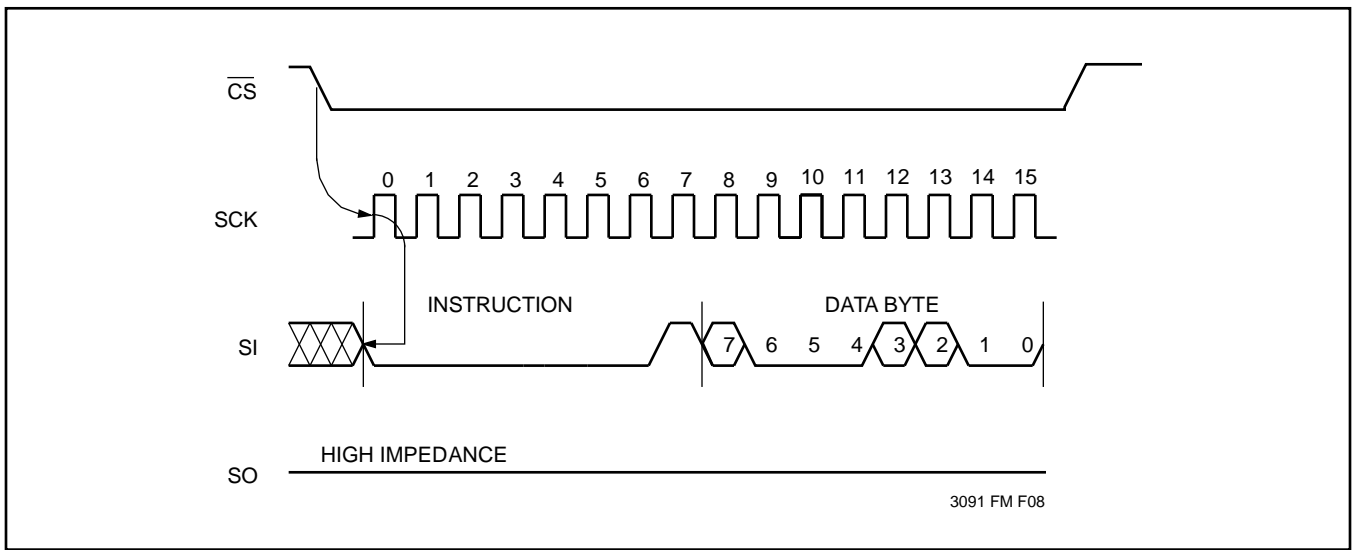 CS
0 1 2 3 4 5 6 7 8 9 10 11 12 13 14 15
SCK
INSTRUCTION DATA BYTE
SI 7 6 5 4 3 2 1 0
HIGH IMPEDANCE
SO
3091 FM F08